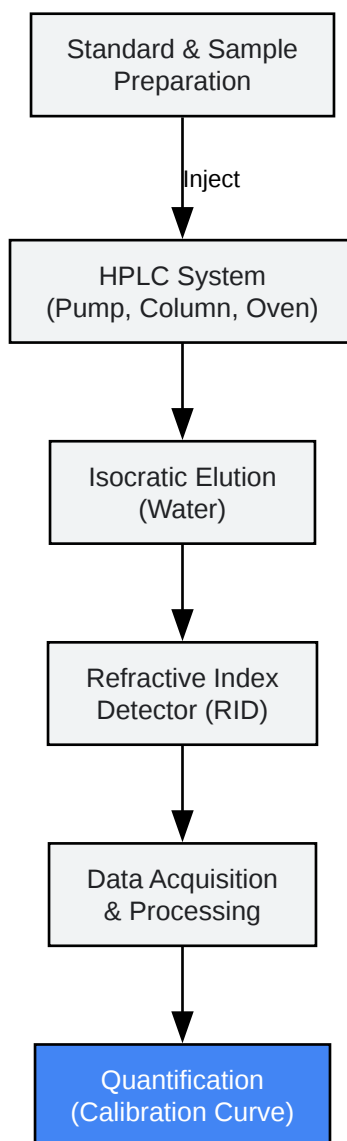 Standard & Sample
Preparation
Inject
HPLC System
(Pump, Column, Oven)
Isocratic Elution
(Water)
Refractive Index
Detector (RID)
Data Acquisition
& Processing
Quantification
(Calibration Curve)